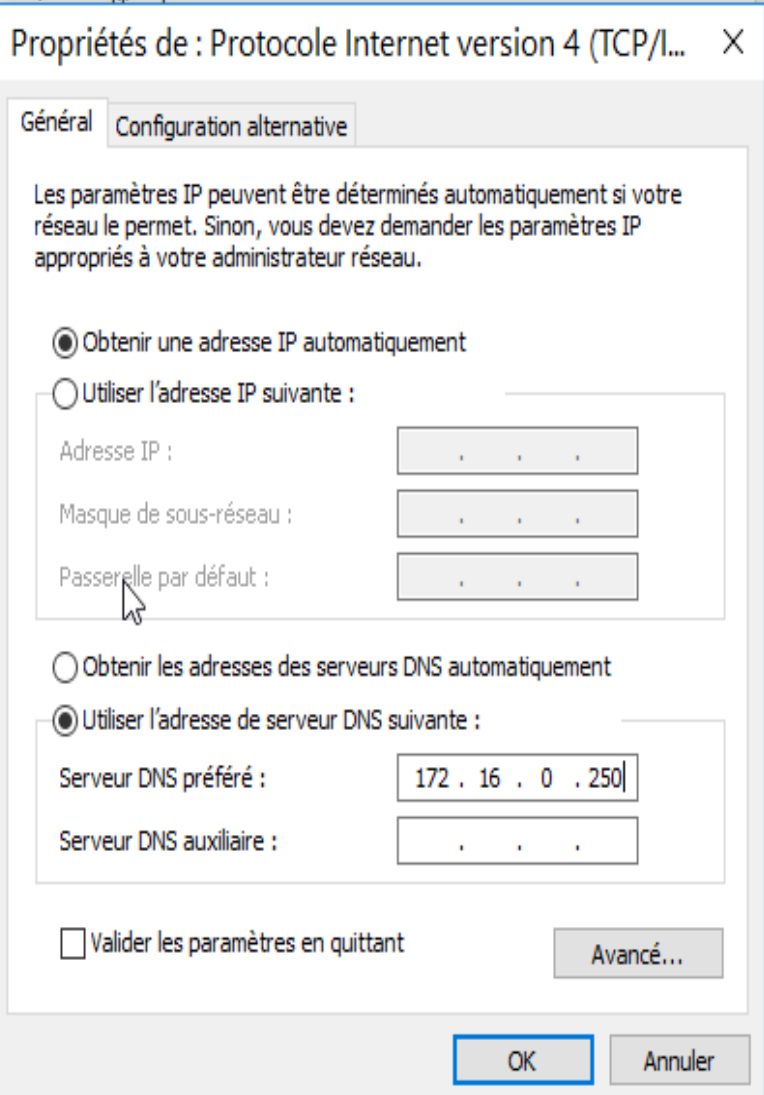 Propriétés de : Protocole Internet version 4 (TCP/I...
Général
Configuration alternative
Les paramètres IP peuvent être déterminés automatiquement si votre
réseau le permet. Sinon, vous devez demander les paramètres IP
appropriés à votre administrateur réseau.
Obtenir une adresse IP automatiquement
Utiliser l'adresse IP suivante :
Adresse IP : . . .
Masque de sous-réseau : . . .
Passerelle par défaut : . . .
Obtenir les adresses des serveurs DNS automatiquement
Utiliser l'adresse de serveur DNS suivante :
Serveur DNS préféré : 172 . 16 . 0 . 250
Serveur DNS auxiliaire : . . .
Valider les paramètres en quittant
Avancé...
OK Annuler